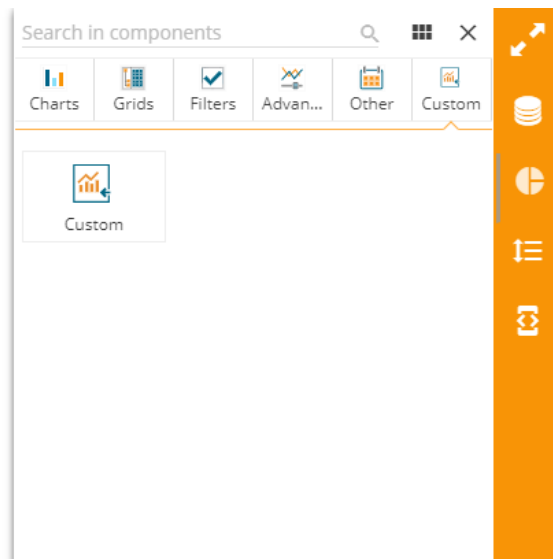 Search in components
Charts Grids Filters Advan... Other Custom
Custom